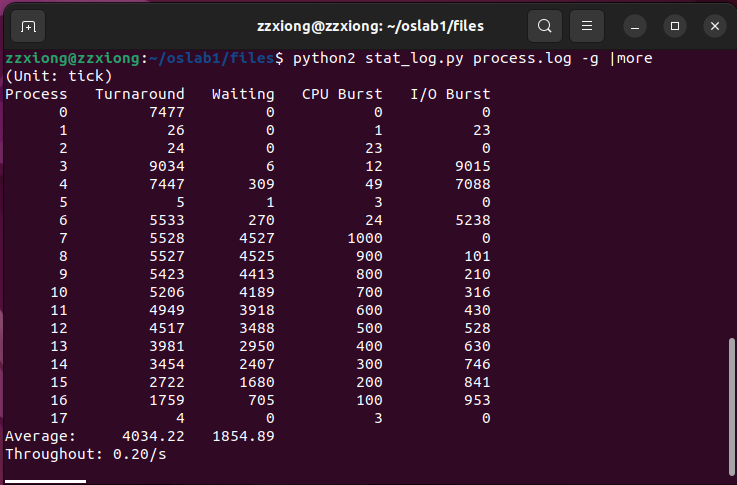 zzxiong@zzxiong: ~/oslab1/files
zzxiong@zzxiong:~/oslab1/files$ python2 stat_log.py process.log -g |more
(Unit: tick)
Process   Turnaround   Waiting   CPU Burst   I/O Burst
      0         7477         0           0           0
      1           26         0           1          23
      2           24         0          23           0
      3         9034         6          12        9015
      4         7447       309          49        7088
      5            5         1           3           0
      6         5533       270          24        5238
      7         5528      4527        1000           0
      8         5527      4525         900         101
      9         5423      4413         800         210
     10         5206      4189         700         316
     11         4949      3918         600         430
     12         4517      3488         500         528
     13         3981      2950         400         630
     14         3454      2407         300         746
     15         2722      1680         200         841
     16         1759       705         100         953
     17            4         0           3           0
Average:     4034.22   1854.89
Throughout: 0.20/s